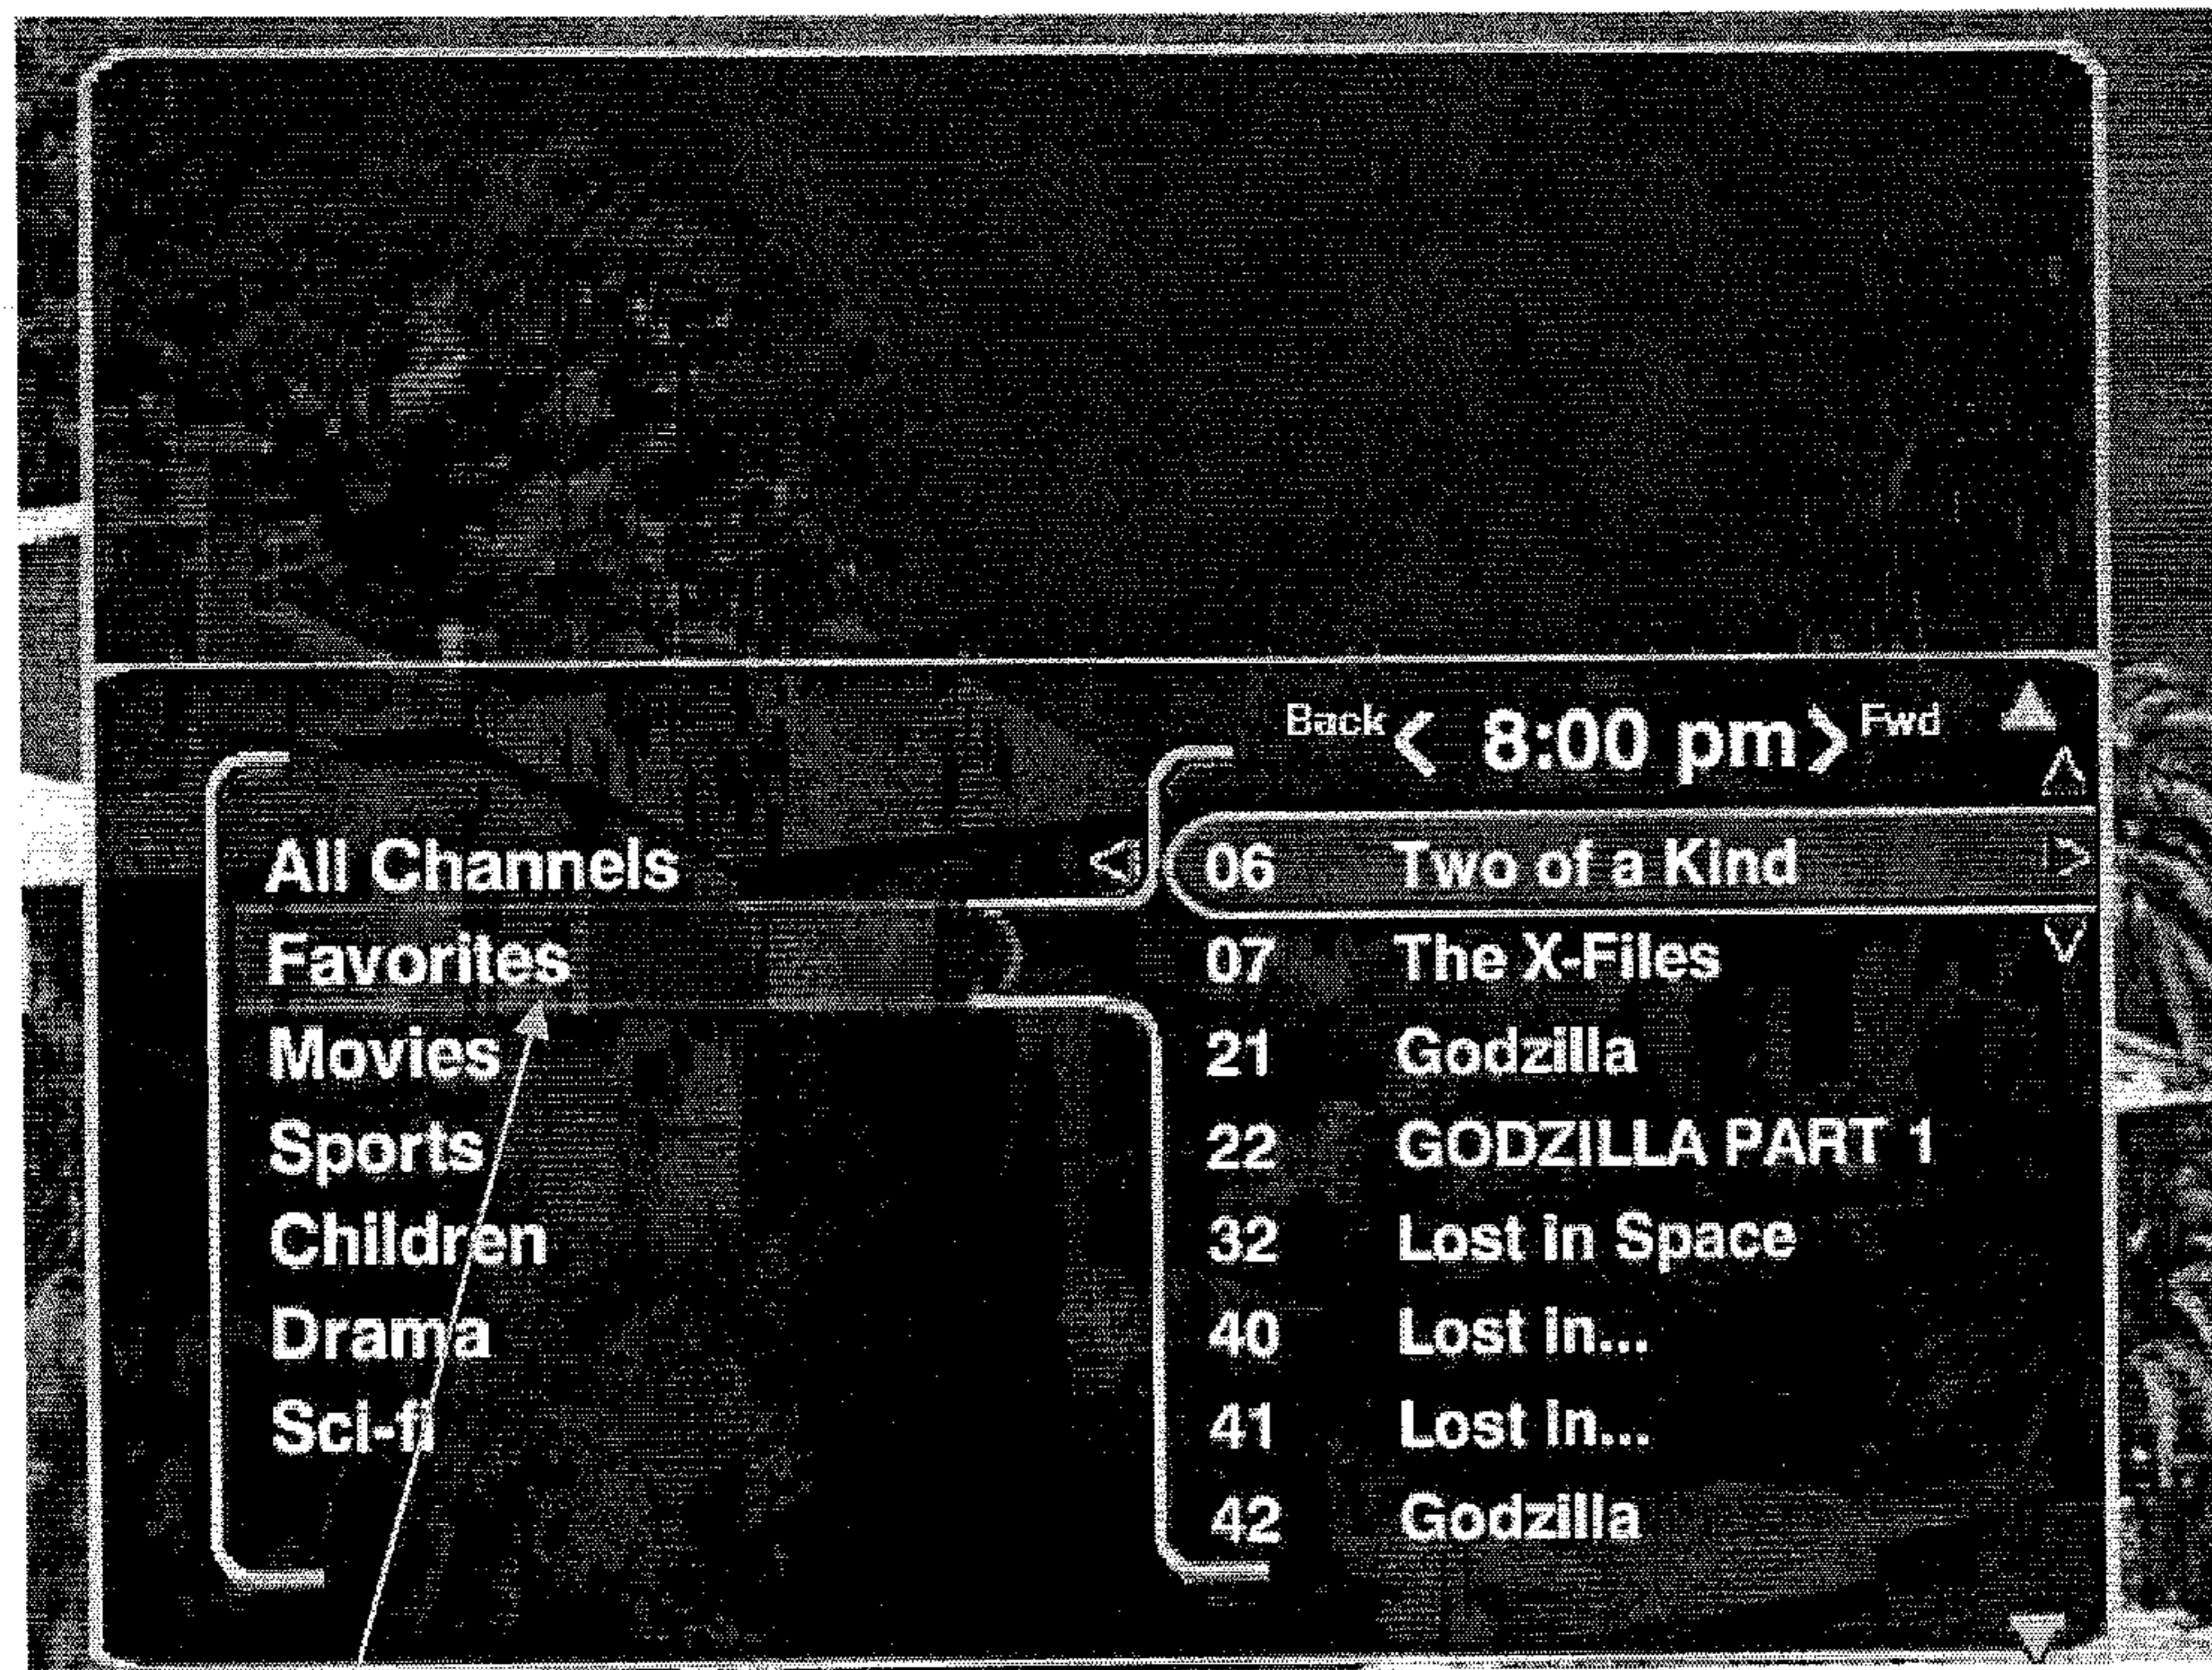 Back < 8:00 pm > Fwd
All Channels
Favorites
Movies
Sports
Children
Drama
Sci-fi
06 Two of a Kind
07 The X-Files
21 Godzilla
22 GODZILLA PART 1
32 Lost in Space
40 Lost in...
41 Lost in...
42 Godzilla